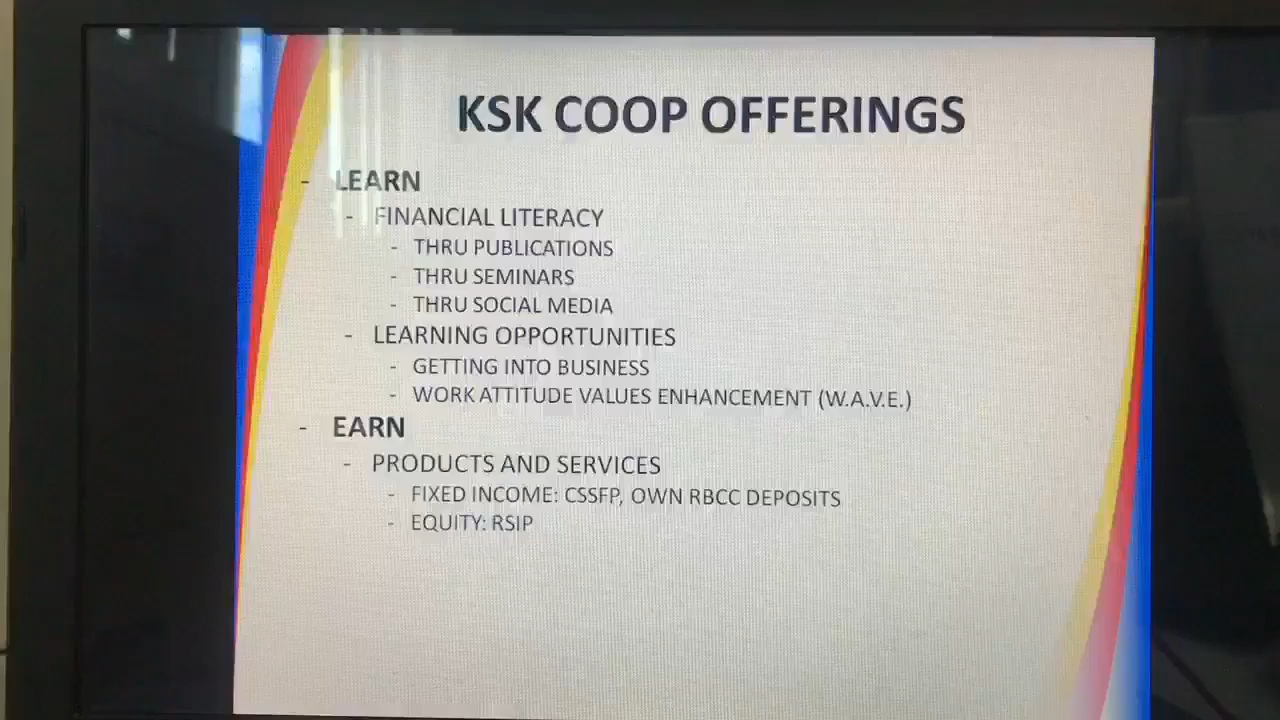 KSK COOP OFFERINGS
- LEARN
- FINANCIAL LITERACY
- THRU PUBLICATIONS
- THRU SEMINARS
- THRU SOCIAL MEDIA
- LEARNING OPPORTUNITIES
- GETTING INTO BUSINESS
- WORK ATTITUDE VALUES ENHANCEMENT (W.A.V.E.)
- EARN
- PRODUCTS AND SERVICES
- FIXED INCOME: CSSFP, OWN RBCC DEPOSITS
- EQUITY: RSIP